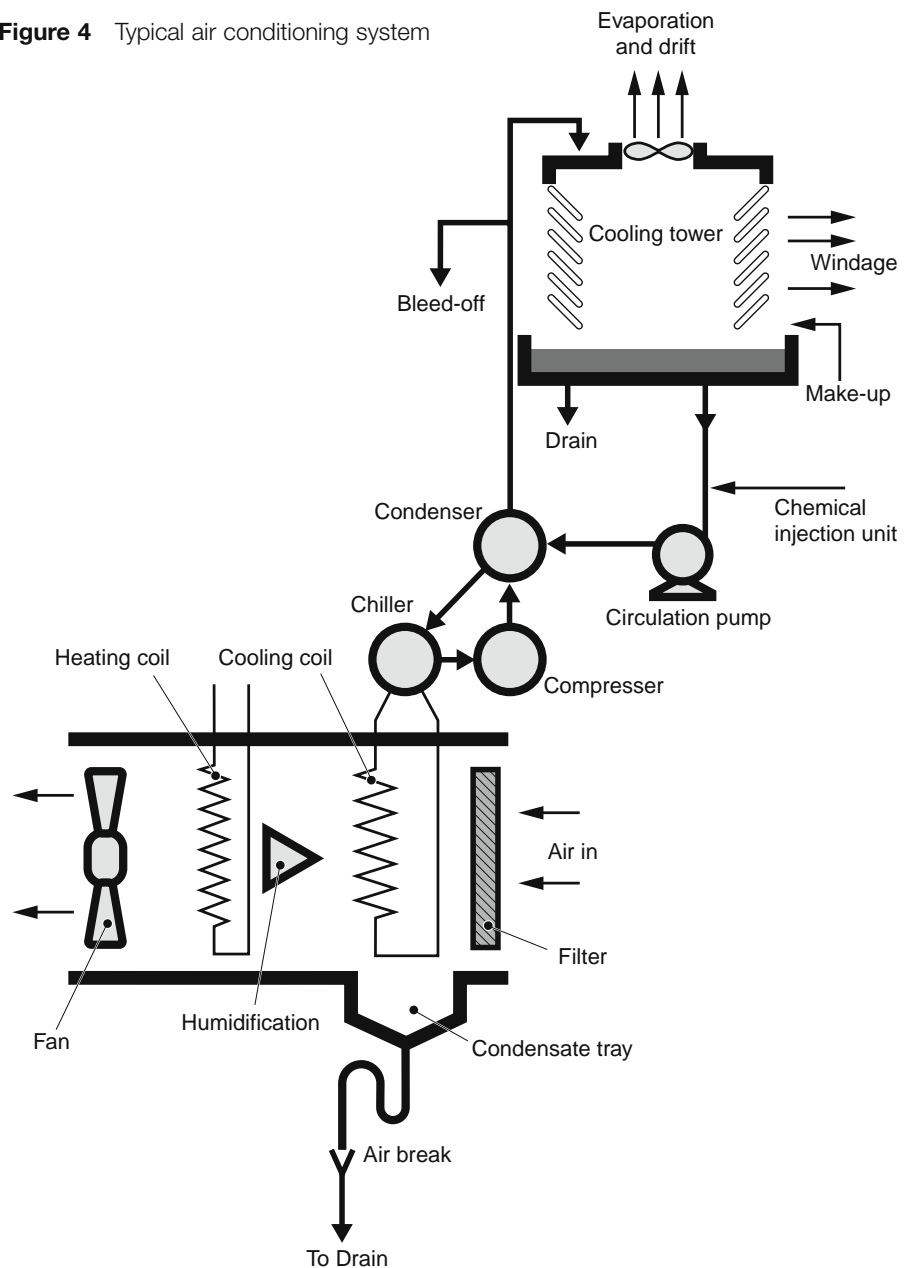 Figure 4 Typical air conditioning system
Evaporation
and drift
Cooling tower
Windage
Bleed-off
Make-up
Drain
Chemical
injection unit
Condenser
Circulation pump
Chiller
Compresser
Heating coil
Cooling coil
Air in
Filter
Humidification
Fan
Condensate tray
Air break
To Drain